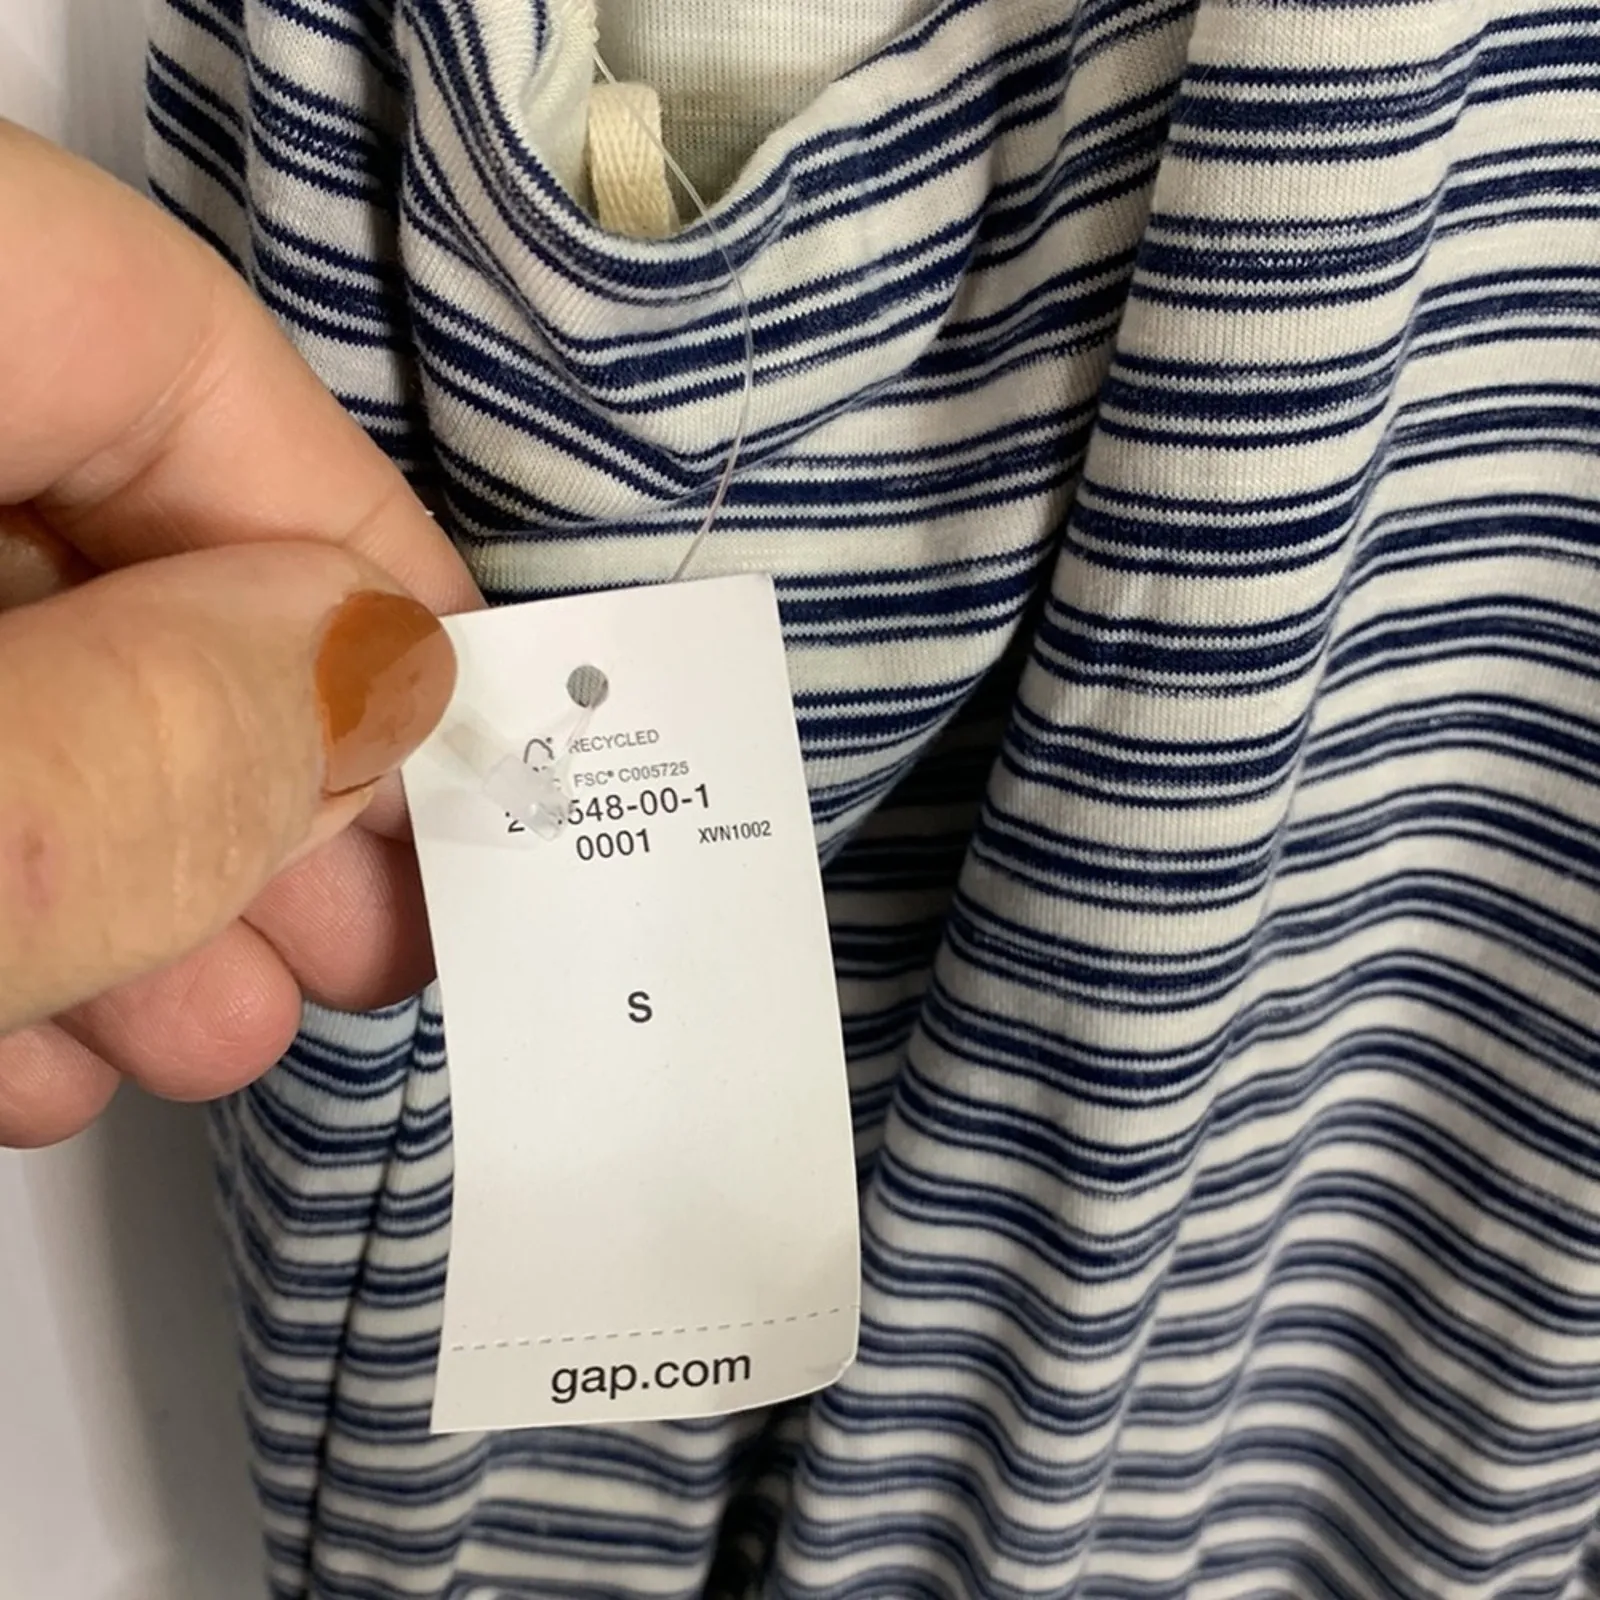 RECYCLED
FSC® C005725
548-00-1
0001 XVN1002
S
gap.com